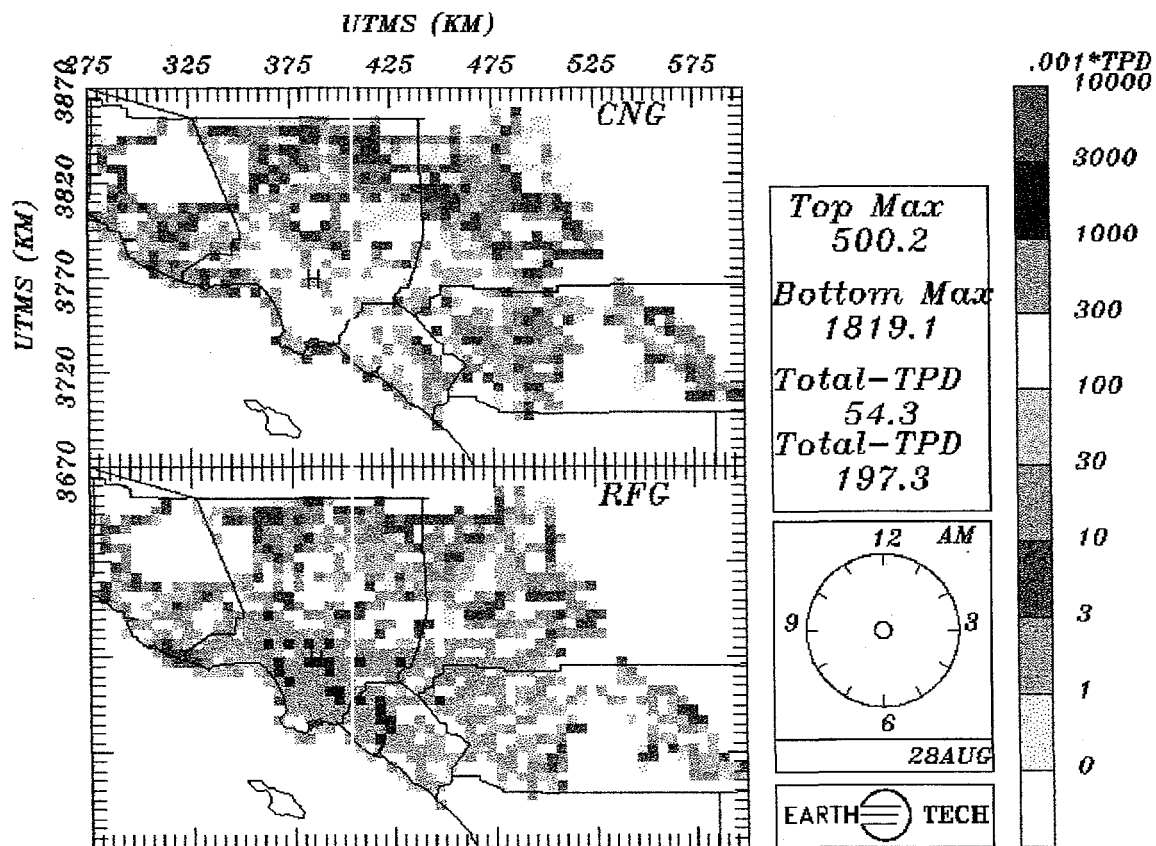 UTMS (KM)
275 325 375 425 475 525 575
.001*TPD
UTMS (KM)
3870
3820
3770
3720
3670
CNG
H
RFG
H
Top Max
500.2
Bottom Max
1819.1
Total-TPD
54.3
Total-TPD
197.3
12 AM
9 3
6
28AUG
EARTH TECH
10000
3000
1000
300
100
30
10
3
1
0